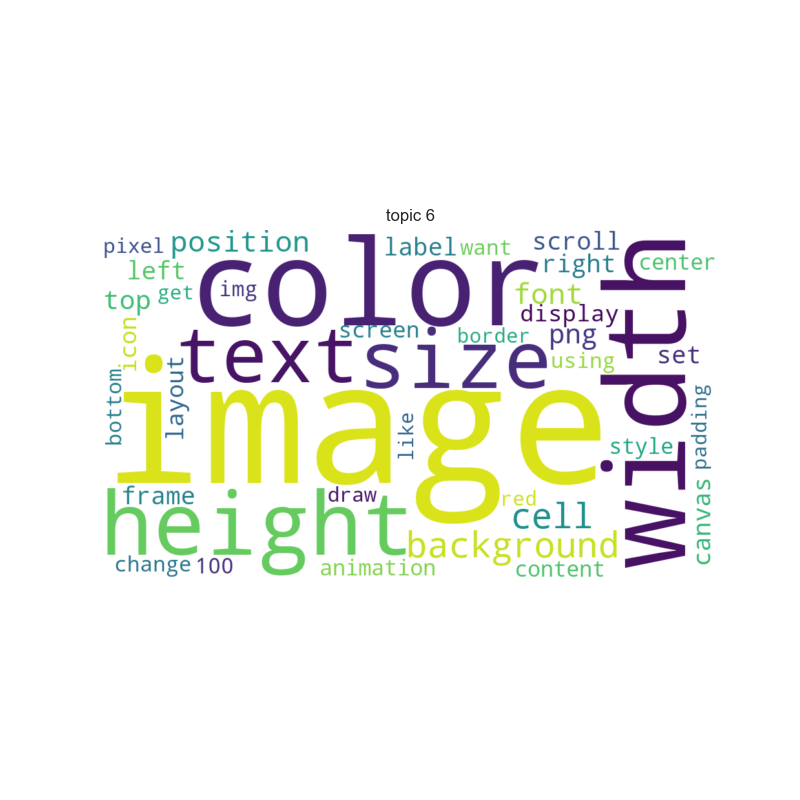 topic 6
pixel
position
color
label
want
scroll
width
left
img
right
center
top
get
font
display
icon
screen
border
png
text
size
using
set
image
bottom
layout
like
style
padding
height
frame
draw
red
cell
canvas
background
change
100
animation
content